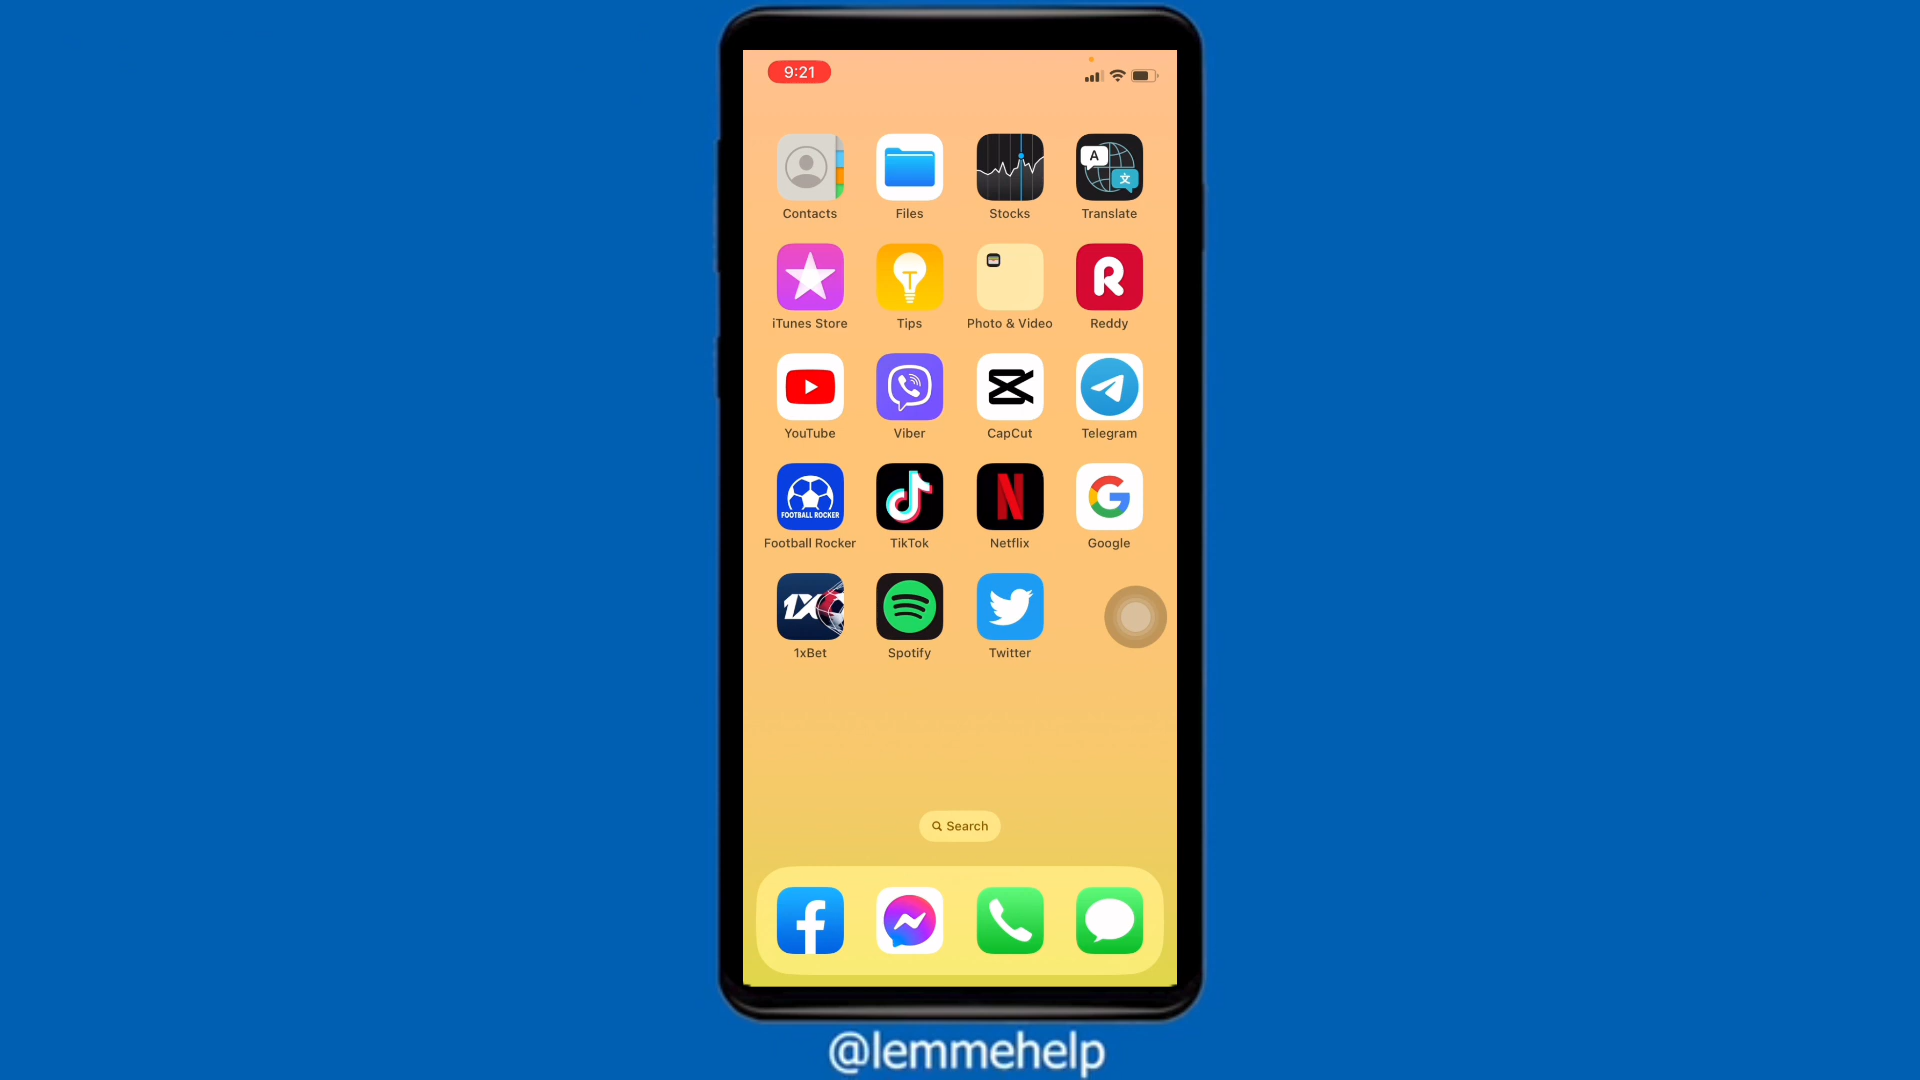 9:21
Contacts
Files
Stocks
Translate
A
文
iTunes Store
Tips
Photo & Video
Reddy
YouTube
Viber
CapCut
Telegram
FOOTBALL ROCKER
Football Rocker
TikTok
Netflix
Google
1X
1xBet
Spotify
Twitter
Search
@lemmehelp